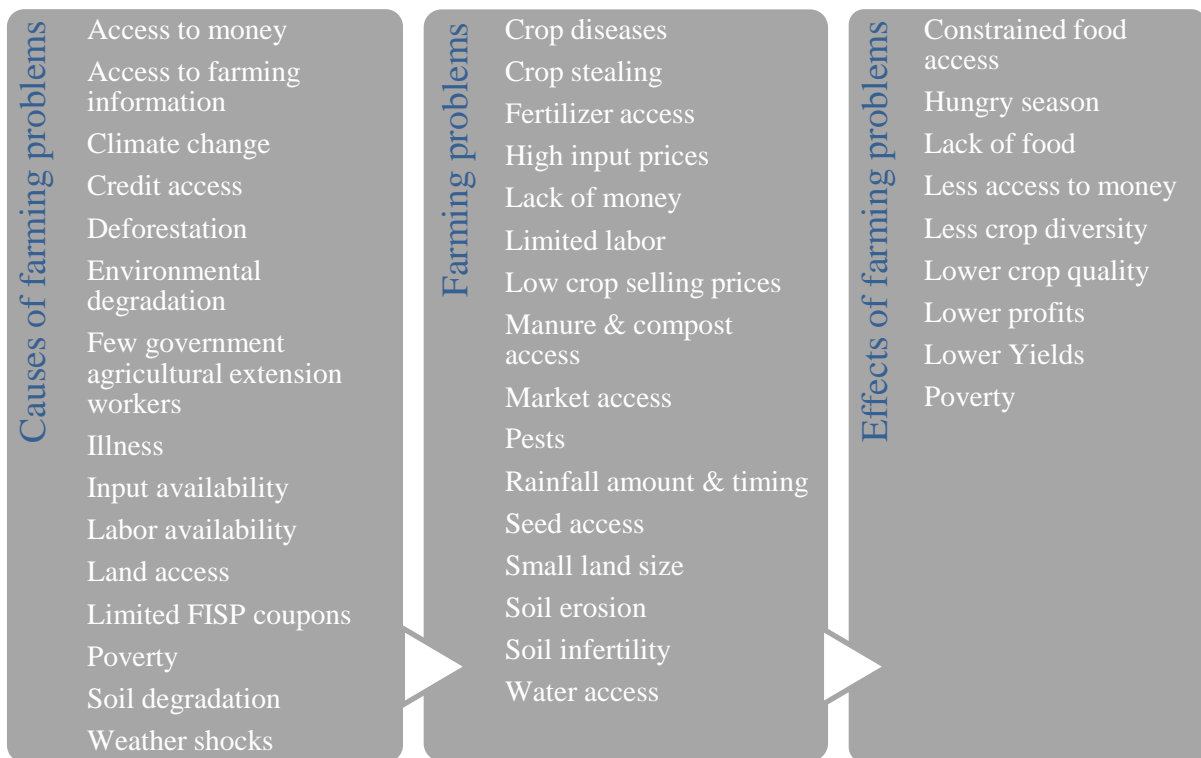 Causes of farming problems
Access to money
Access to farming
information
Climate change
Credit access
Deforestation
Environmental
degradation
Few government
agricultural extension
workers
Illness
Input availability
Labor availability
Land access
Limited FISP coupons
Poverty
Soil degradation
Weather shocks
Farming problems
Crop diseases
Crop stealing
Fertilizer access
High input prices
Lack of money
Limited labor
Low crop selling prices
Manure & compost
access
Market access
Pests
Rainfall amount & timing
Seed access
Small land size
Soil erosion
Soil infertility
Water access
Effects of farming problems
Constrained food
access
Hungry season
Lack of food
Less access to money
Less crop diversity
Lower crop quality
Lower profits
Lower Yields
Poverty